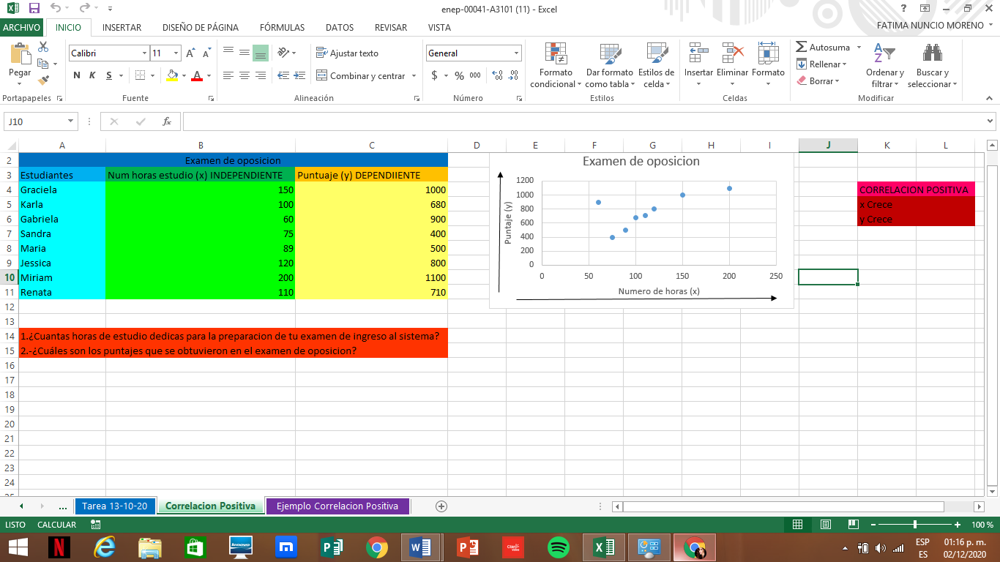 enep-00041-A3101 (11) - Excel
ARCHIVO INICIO INSERTAR DISEÑO DE PÁGINA FÓRMULAS DATOS REVISAR VISTA FATIMA NUNCIO MORENO
Pegar
Calibri 11
N K S
Ajustar texto
Combinar y centrar
General
$ % 000
Formato condicional
Dar formato como tabla
Estilos de celda
Insertar Eliminar Formato
Autosuma
Rellenar
Borrar
Ordenar y filtrar
Buscar y seleccionar
Portapapeles Fuente Alineación Número Estilos Celdas Modificar
J10 fx
A B C D E F G H I J K L
2 Examen de oposicion
3 Estudiantes Num horas estudio (x) INDEPENDIENTE Puntuaje (y) DEPENDIIENTE
4 Graciela 150 1000
5 Karla 100 680
6 Gabriela 60 900
7 Sandra 75 400
8 Maria 89 500
9 Jessica 120 800
10 Miriam 200 1100
11 Renata 110 710
12
13
14 1.¿Cuantas horas de estudio dedicas para la preparacion de tu examen de ingreso al sistema?
15 2.-¿Cuáles son los puntajes que se obtuvieron en el examen de oposicion?
16
17
18
19
20
21
22
23
24
Examen de oposicion
Puntaje (y)
1200
1000
800
600
400
200
0
0 50 100 150 200 250
Numero de horas (x)
CORRELACION POSITIVA
x Crece
y Crece
... Tarea 13-10-20 Correlacion Positiva Ejemplo Correlacion Positiva
LISTO CALCULAR 100 %
ESP 01:16 p. m.
ES 02/12/2020